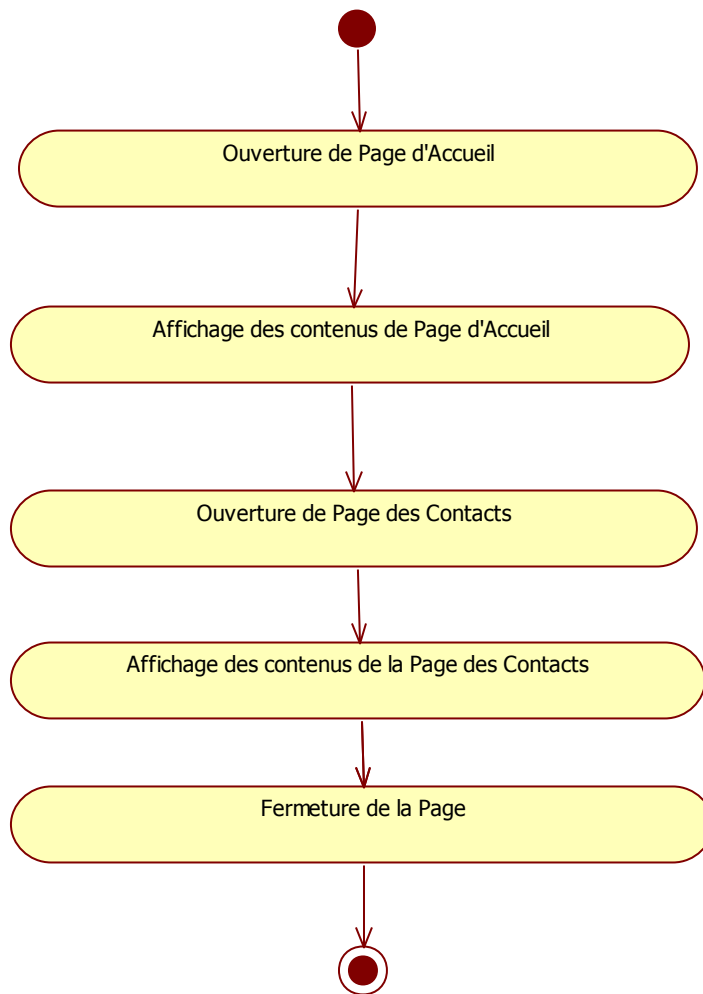 Ouverture de Page d'Accueil
Affichage des contenus de Page d'Accueil
Ouverture de Page des Contacts
Affichage des contenus de la Page des Contacts
Fermeture de la Page